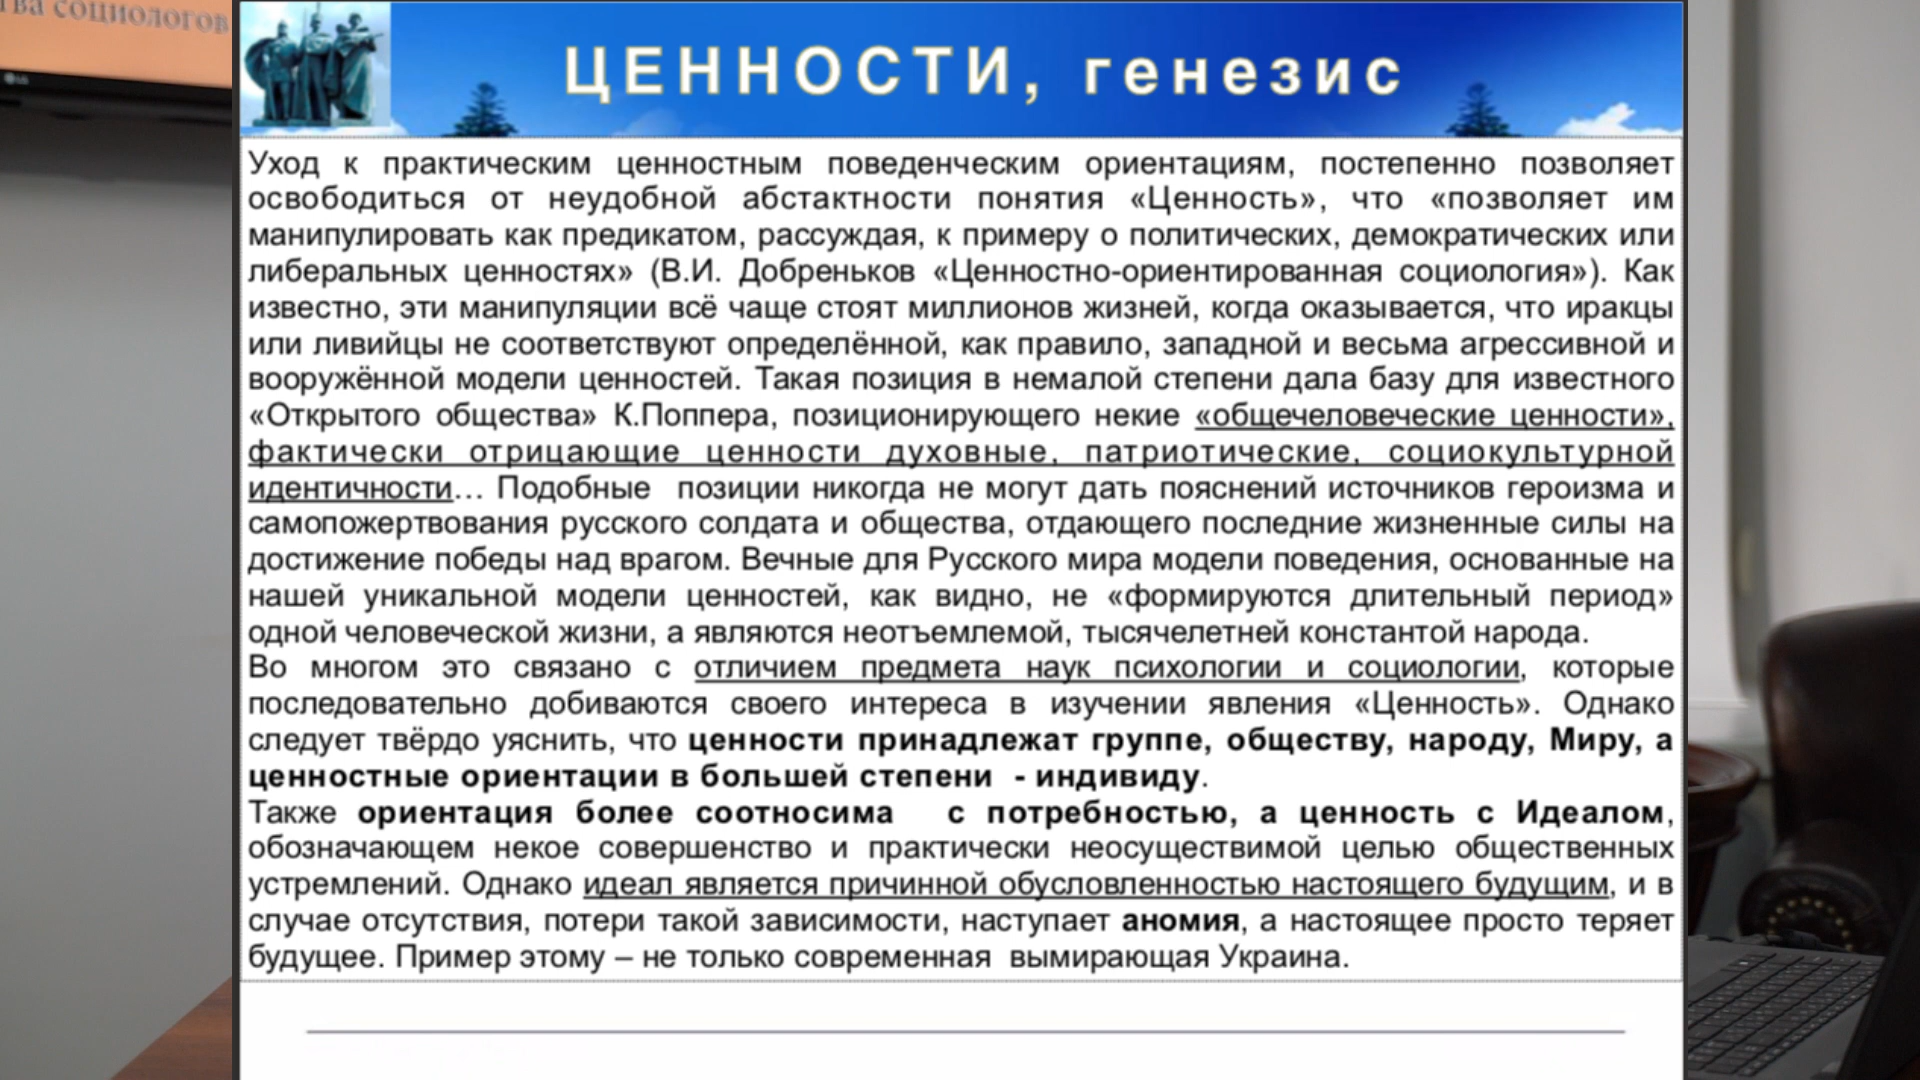 тва социологов
ЦЕННОСТИ, генезис
Уход к практическим ценностным поведенческим ориентациям, постепенно позволяет
освободиться от неудобной абстактности понятия «Ценность», что «позволяет им
манипулировать как предикатом, рассуждая, к примеру о политических, демократических или
либеральных ценностях» (В.И. Добреньков «Ценностно-ориентированная социология»). Как
известно, эти манипуляции всё чаще стоят миллионов жизней, когда оказывается, что иракцы
или ливийцы не соответствуют определённой, как правило, западной и весьма агрессивной и
вооружённой модели ценностей. Такая позиция в немалой степени дала базу для известного
«Открытого общества» К.Поппера, позиционирующего некие «общечеловеческие ценности»,
фактически отрицающие ценности духовные, патриотические, социокультурной
идентичности… Подобные позиции никогда не могут дать пояснений источников героизма и
самопожертвования русского солдата и общества, отдающего последние жизненные силы на
достижение победы над врагом. Вечные для Русского мира модели поведения, основанные на
нашей уникальной модели ценностей, как видно, не «формируются длительный период»
одной человеческой жизни, а являются неотъемлемой, тысячелетней константой народа.
Во многом это связано с отличием предмета наук психологии и социологии, которые
последовательно добиваются своего интереса в изучении явления «Ценность». Однако
следует твёрдо уяснить, что ценности принадлежат группе, обществу, народу, Миру, а
ценностные ориентации в большей степени - индивиду.
Также ориентация более соотносима с потребностью, а ценность с Идеалом,
обозначающем некое совершенство и практически неосуществимой целью общественных
устремлений. Однако идеал является причинной обусловленностью настоящего будущим, и в
случае отсутствия, потери такой зависимости, наступает аномия, а настоящее просто теряет
будущее. Пример этому – не только современная вымирающая Украина.